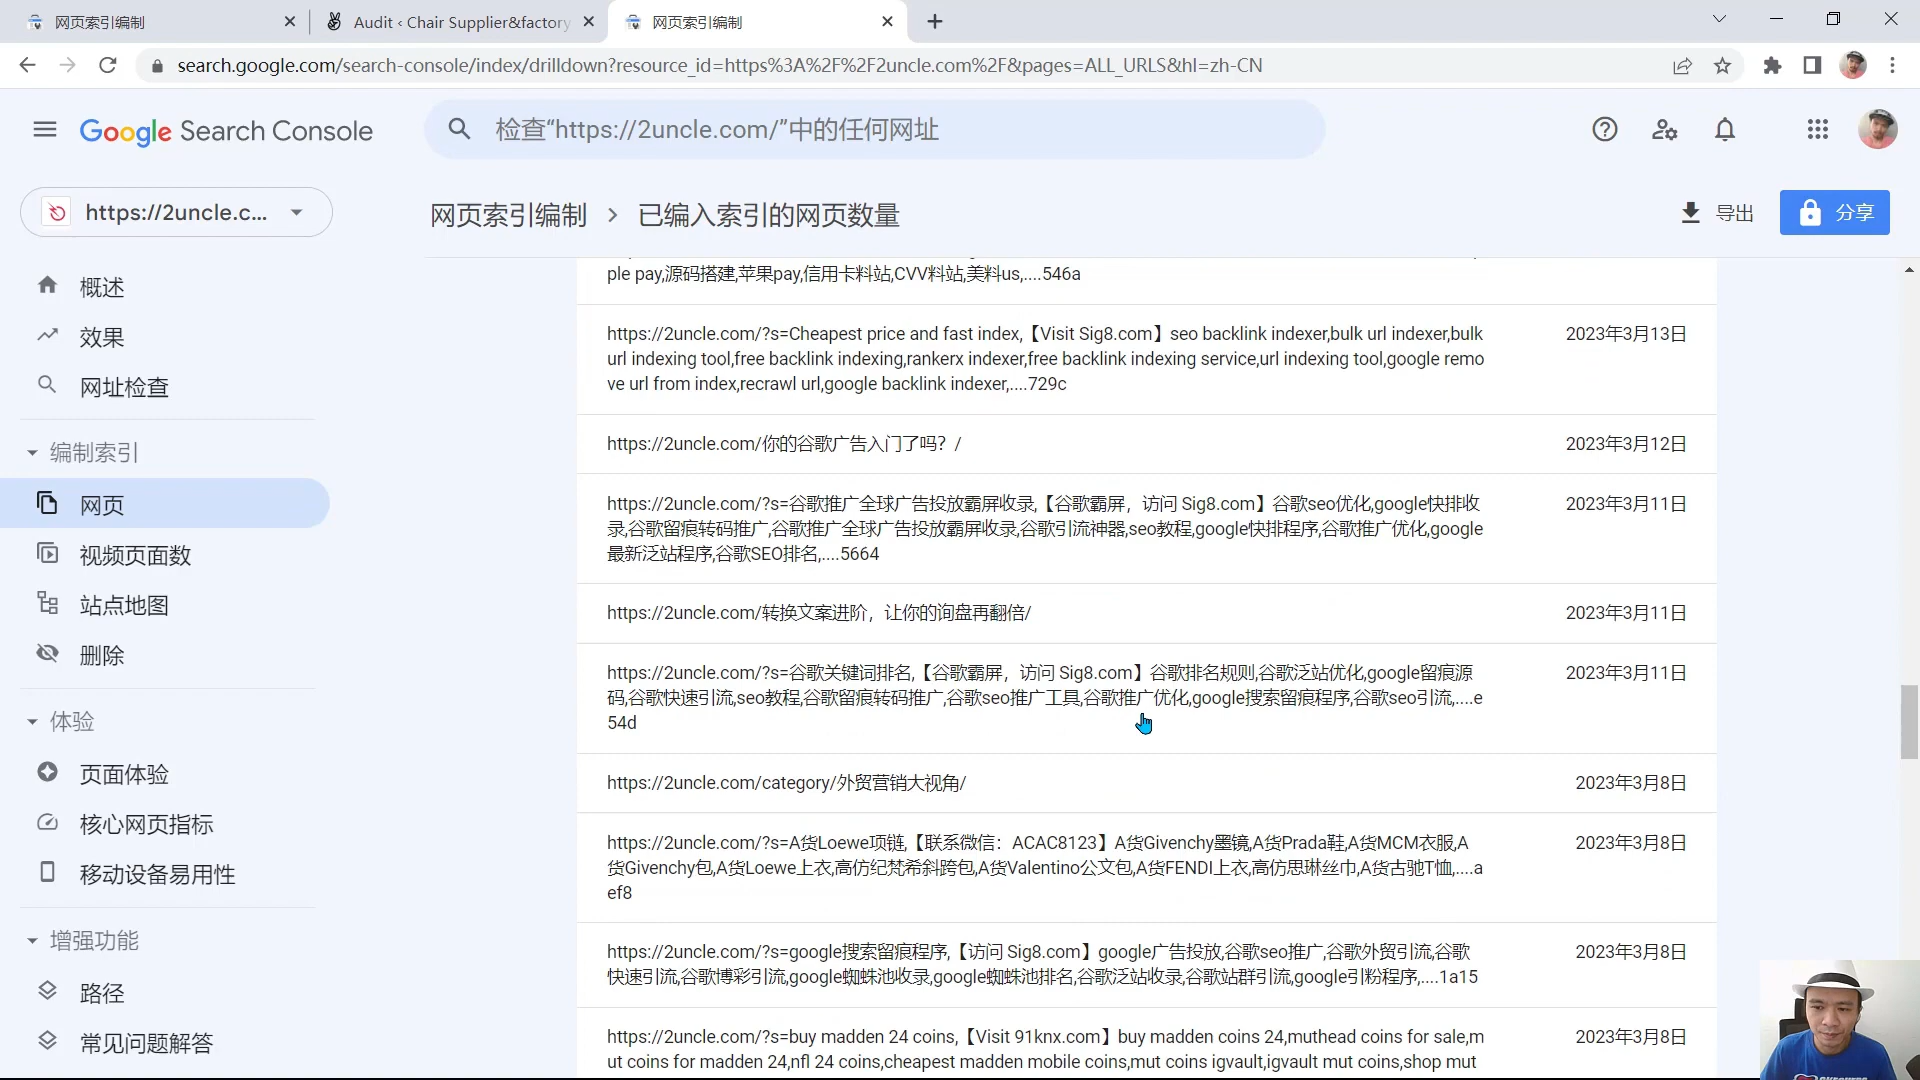 网页索引编制
Audit ‹ Chair Supplier&factory
网页索引编制
search.google.com/search-console/index/drilldown?resource_id=https%3A%2F%2F2uncle.com%2F&pages=ALL_URLS&hl=zh-CN
Google Search Console
检查“https://2uncle.com/”中的任何网址
https://2uncle.c...
网页索引编制 > 已编入索引的网页数量
导出
分享
概述
效果
网址检查
编制索引
网页
视频页面数
站点地图
删除
体验
页面体验
核心网页指标
移动设备易用性
增强功能
路径
常见问题解答
ple pay,源码搭建,苹果pay,信用卡料站,CVV料站,美料us,....546a
https://2uncle.com/?s=Cheapest price and fast index,【Visit Sig8.com】seo backlink indexer,bulk url indexer,bulk
url indexing tool,free backlink indexing,rankerx indexer,free backlink indexing service,url indexing tool,google remo
ve url from index,recrawl url,google backlink indexer,....729c
2023年3月13日
https://2uncle.com/你的谷歌广告入门了吗？/
2023年3月12日
https://2uncle.com/?s=谷歌推广全球广告投放霸屏收录,【谷歌霸屏，访问 Sig8.com】谷歌seo优化,google快排收
录,谷歌留痕转码推广,谷歌推广全球广告投放霸屏收录,谷歌引流神器,seo教程,google快排程序,谷歌推广优化,google
最新泛站程序,谷歌SEO排名,....5664
2023年3月11日
https://2uncle.com/转换文案进阶，让你的询盘再翻倍/
2023年3月11日
https://2uncle.com/?s=谷歌关键词排名,【谷歌霸屏，访问 Sig8.com】谷歌排名规则,谷歌泛站优化,google留痕源
码,谷歌快速引流,seo教程,谷歌留痕转码推广,谷歌seo推广工具,谷歌推广优化,google搜索留痕程序,谷歌seo引流,....e
54d
2023年3月11日
https://2uncle.com/category/外贸营销大视角/
2023年3月8日
https://2uncle.com/?s=A货Loewe项链,【联系微信：ACAC8123】A货Givenchy墨镜,A货Prada鞋,A货MCM衣服,A
货Givenchy包,A货Loewe上衣,高仿纪梵希斜跨包,A货Valentino公文包,A货FENDI上衣,高仿思琳丝巾,A货古驰T恤,....a
ef8
2023年3月8日
https://2uncle.com/?s=google搜索留痕程序,【访问 Sig8.com】google广告投放,谷歌seo推广,谷歌外贸引流,谷歌
快速引流,谷歌博彩引流,google蜘蛛池收录,google蜘蛛池排名,谷歌泛站收录,谷歌站群引流,google引粉程序,....1a15
2023年3月8日
https://2uncle.com/?s=buy madden 24 coins,【Visit 91knx.com】buy madden coins 24,muthead coins for sale,m
ut coins for madden 24,nfl 24 coins,cheapest madden mobile coins,mut coins igvault,igvault mut coins,shop mut
2023年3月8日